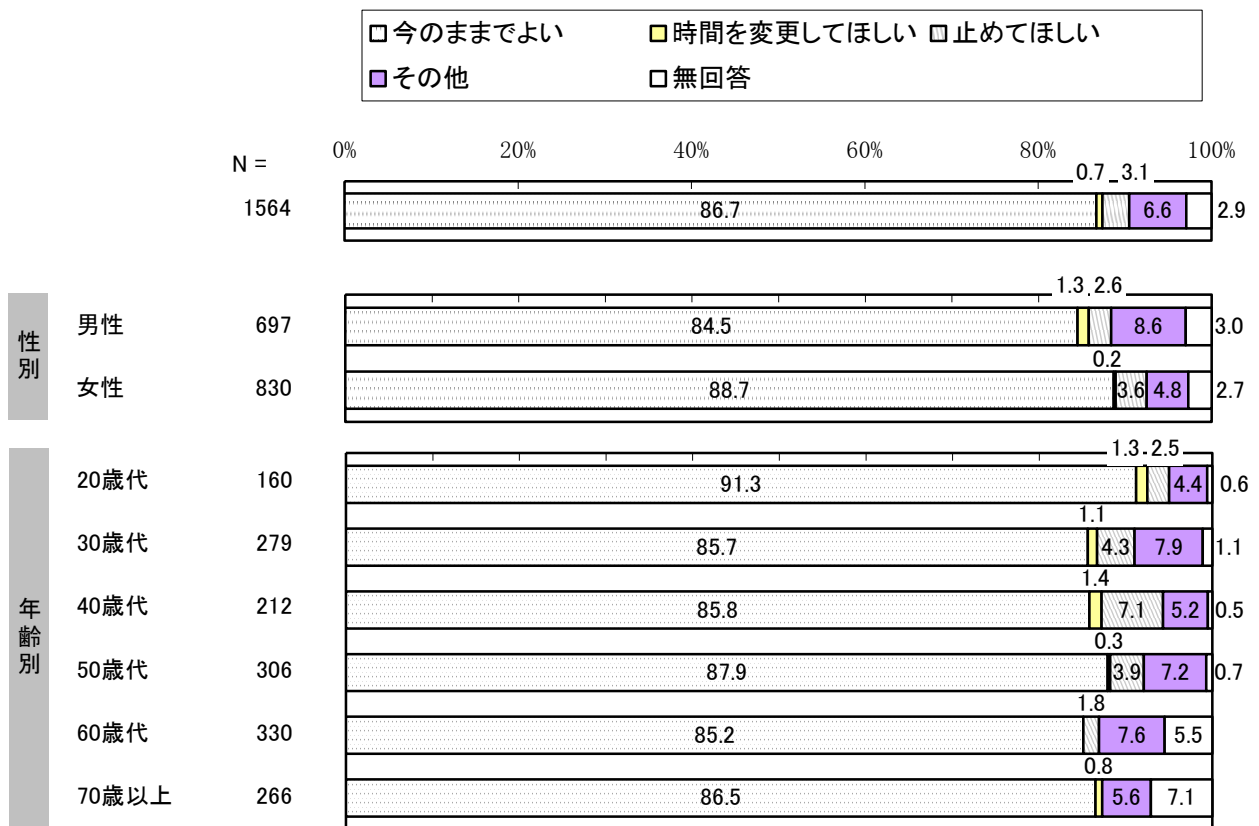 今のままでよい 時間を変更してほしい 止めてほしい
その他 無回答
N = 0% 20% 40% 60% 80% 100%
0.7 3.1
1564 86.7 6.6 2.9
性別
1.3 2.6
男性 697 84.5 8.6 3.0
0.2
女性 830 88.7 3.6 4.8 2.7
年齢別
1.3 2.5
20歳代 160 91.3 4.4 0.6
1.1
30歳代 279 85.7 4.3 7.9 1.1
1.4
40歳代 212 85.8 7.1 5.2 0.5
0.3
50歳代 306 87.9 3.9 7.2 0.7
1.8
60歳代 330 85.2 7.6 5.5
0.8
70歳以上 266 86.5 5.6 7.1